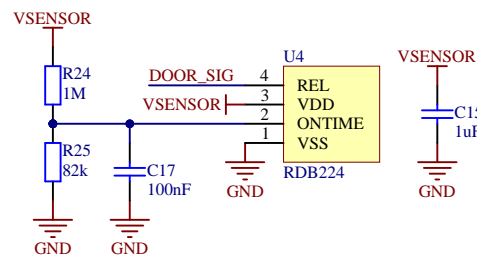 VSENSOR
R24
1M
R25
82k
C17
100nF
GND
GND
U4
DOOR_SIG
4
REL
VSENSOR
3
VDD
2
ONTIME
1
VSS
GND
RDB224
VSENSOR
C15
1uF
GND